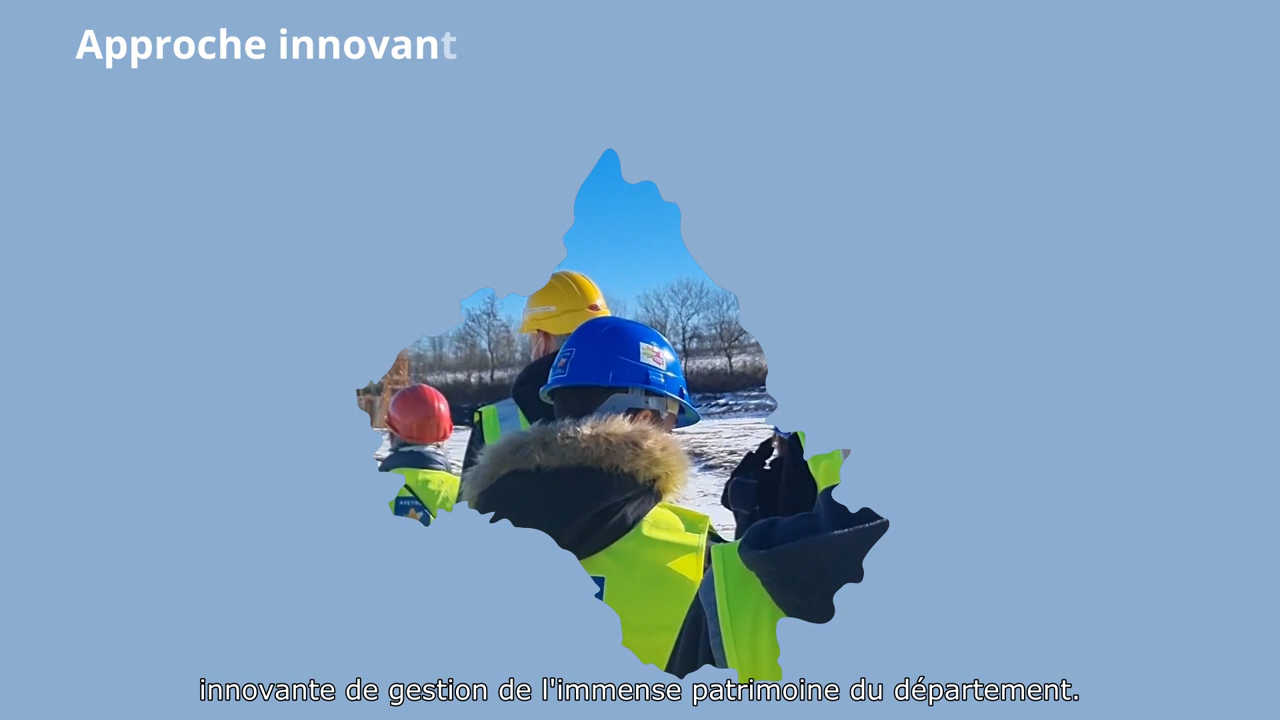 Approche innovant
innovante de gestion de l'immense patrimoine du département.